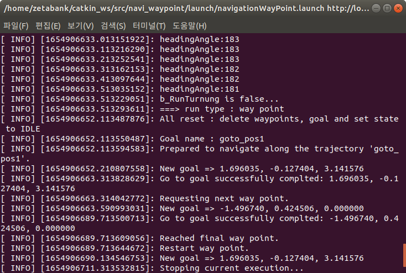 /home/zetabank/catkin_ws/src/navi_waypoint/launch/navigationWayPoint.launch http://lo...
파일(F) 편집(E) 보기(V) 검색(S) 터미널(T) 도움말(H)
[ INFO] [1654906633.013151922]: headingAngle:183
[ INFO] [1654906633.113216290]: headingAngle:183
[ INFO] [1654906633.213252541]: headingAngle:183
[ INFO] [1654906633.313162153]: headingAngle:182
[ INFO] [1654906633.413097644]: headingAngle:182
[ INFO] [1654906633.513035152]: headingAngle:181
[ INFO] [1654906633.513229051]: b_RunTurnung is false...
[ INFO] [1654906633.513293611]: ===> run type : way point
[ INFO] [1654906652.113487876]: All reset : delete waypoints, goal and set state
 to IDLE
[ INFO] [1654906652.113550487]: Goal name : goto_pos1
[ INFO] [1654906652.113594583]: Prepared to navigate along the trajectory 'goto_
pos1'.
[ INFO] [1654906652.210807558]: New goal => 1.696035, -0.127404, 3.141576
[ INFO] [1654906663.313828629]: Go to goal successfully complted: 1.696035, -0.1
27404, 3.141576
[ INFO] [1654906663.314042772]: Requesting next way point.
[ INFO] [1654906663.590993031]: New goal => -1.496740, 0.424506, 0.000000
[ INFO] [1654906689.713500713]: Go to goal successfully complted: -1.496740, 0.4
24506, 0.000000
[ INFO] [1654906689.713609056]: Reached final way point.
[ INFO] [1654906689.713644672]: Restart way point.
[ INFO] [1654906690.134546753]: New goal => 1.696035, -0.127404, 3.141576
[ INFO] [1654906711.313532815]: Stopping current execution...